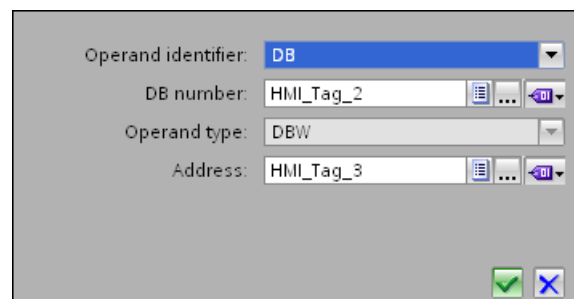 Operand identifier: DB
DB number: HMI_Tag_2
Operand type: DBW
Address: HMI_Tag_3